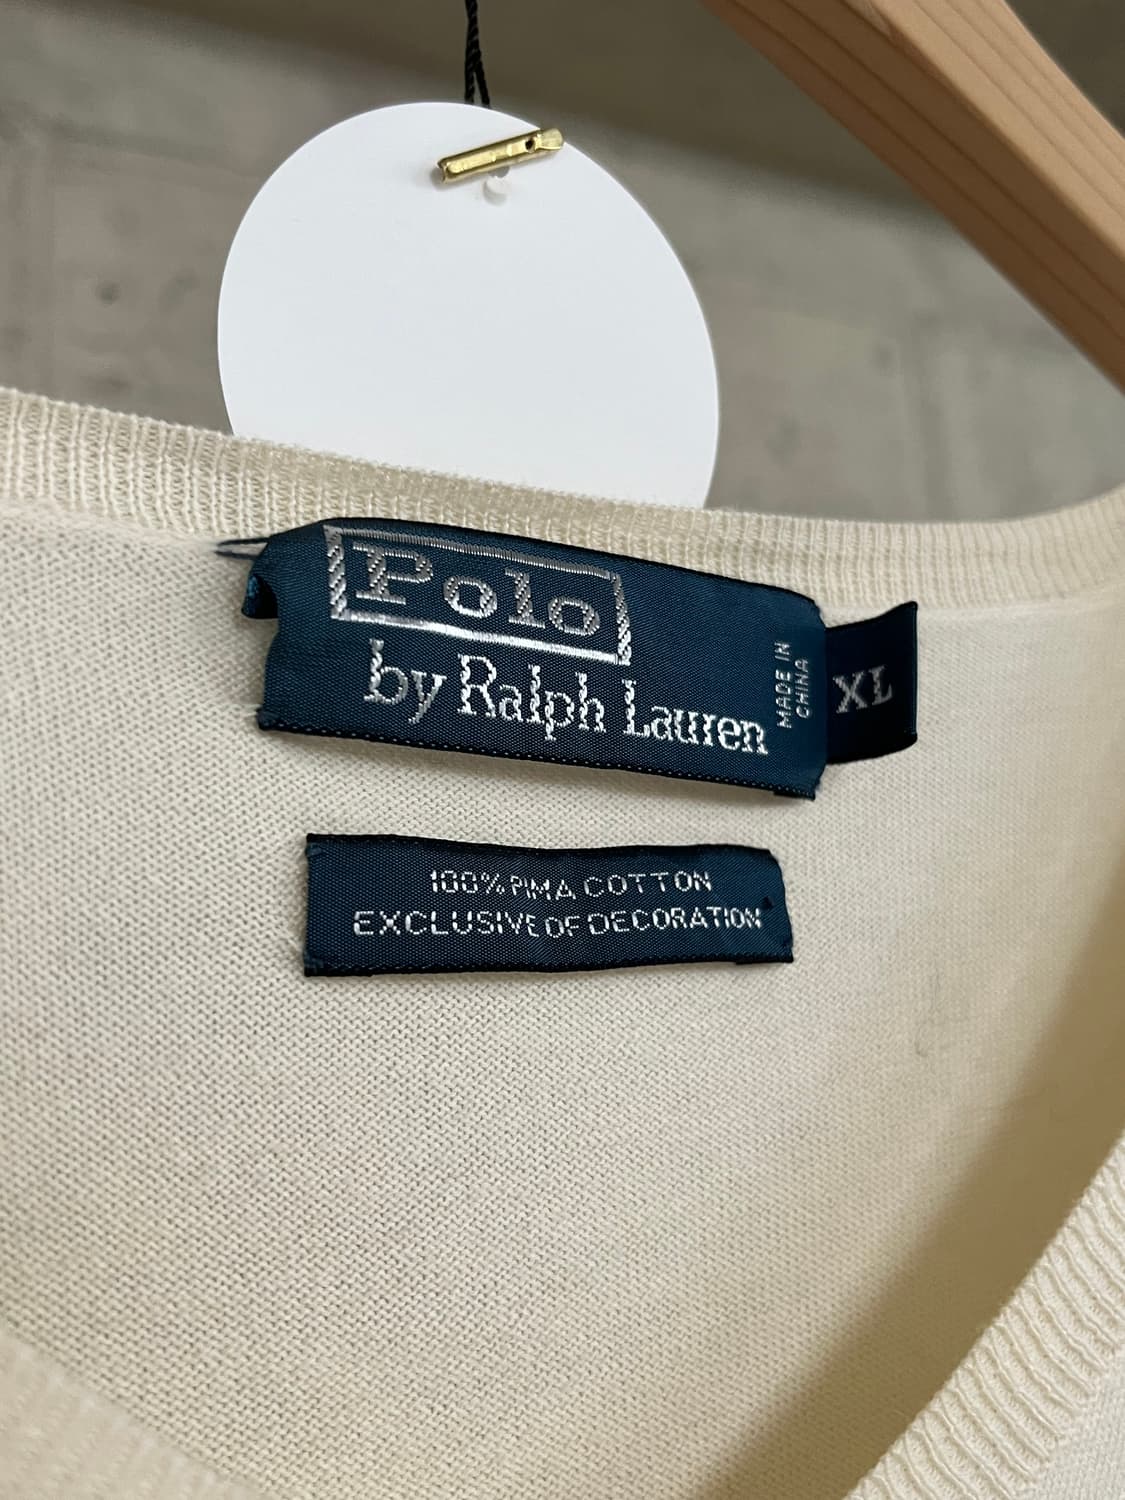 Polo
by Ralph Lauren
MADE IN
CHINA
XL
100% PIMA COTTON
EXCLUSIVE OF DECORATION